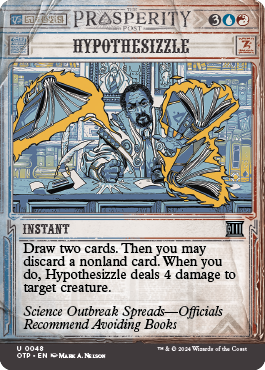 THE
PROSPERITY
POST
3
HYPOTHESIZZLE
INSTANT
Draw two cards. Then you may
discard a nonland card. When you
do, Hypothesizzle deals 4 damage to
target creature.
Science Outbreak Spreads—Officials
Recommend Avoiding Books
U 0048
OTP • EN MARK A. NELSON
™ & © 2024 Wizards of the Coast